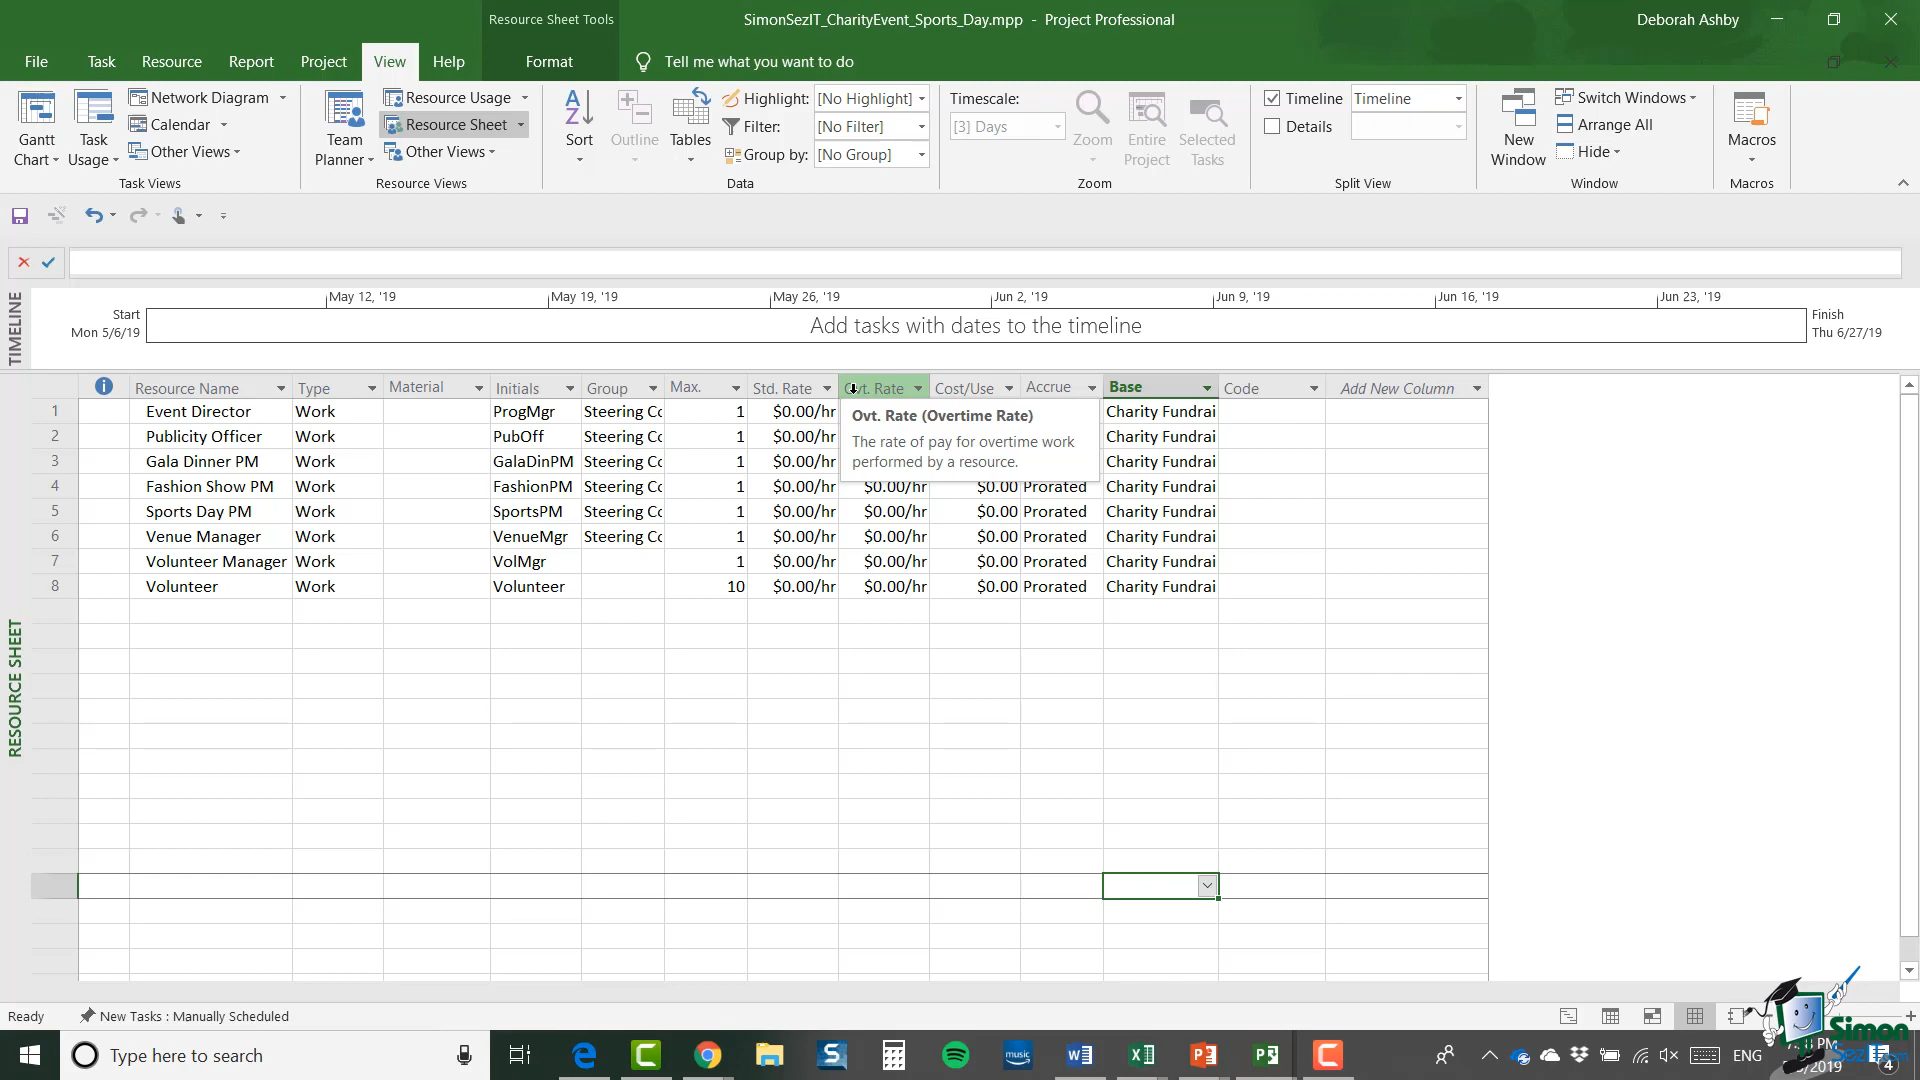 Resource Sheet Tools
SimonSezIT_CharityEvent_Sports_Day.mpp - Project Professional
Deborah Ashby
File Task Resource Report Project View Help Format Tell me what you want to do
Gantt Chart
Task Usage
Network Diagram
Calendar
Other Views
Task Views
Team Planner
Resource Usage
Resource Sheet
Other Views
Resource Views
Sort
Outline
Tables
Highlight: [No Highlight]
Filter: [No Filter]
Group by: [No Group]
Data
Timescale:
[3] Days
Zoom
Entire Project
Selected Tasks
Zoom
Timeline Timeline
Details
Split View
New Window
Switch Windows
Arrange All
Hide
Window
Macros
Macros
TIMELINE
May 12, '19 May 19, '19 May 26, '19 Jun 2, '19 Jun 9, '19 Jun 16, '19 Jun 23, '19
Start
Mon 5/6/19
Add tasks with dates to the timeline
Finish
Thu 6/27/19
RESOURCE SHEET
Resource Name Type Material Initials Group Max. Std. Rate Ovt. Rate Cost/Use Accrue Base Code Add New Column
1 Event Director Work ProgMgr Steering Co 1 $0.00/hr Charity Fundrai
2 Publicity Officer Work PubOff Steering Co 1 $0.00/hr Charity Fundrai
3 Gala Dinner PM Work GalaDinPM Steering Co 1 $0.00/hr Charity Fundrai
4 Fashion Show PM Work FashionPM Steering Co 1 $0.00/hr $0.00/hr $0.00 Prorated Charity Fundrai
5 Sports Day PM Work SportsPM Steering Co 1 $0.00/hr $0.00/hr $0.00 Prorated Charity Fundrai
6 Venue Manager Work VenueMgr Steering Co 1 $0.00/hr $0.00/hr $0.00 Prorated Charity Fundrai
7 Volunteer Manager Work VolMgr 1 $0.00/hr $0.00/hr $0.00 Prorated Charity Fundrai
8 Volunteer Work Volunteer 10 $0.00/hr $0.00/hr $0.00 Prorated Charity Fundrai
Ovt. Rate (Overtime Rate)
The rate of pay for overtime work
performed by a resource.
Ready New Tasks : Manually Scheduled
Type here to search
music
ENG
PM
/2019
4
Simon
SezIT.com